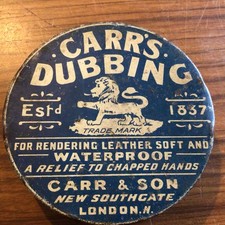 CARR'S
DUBBING
Estd 1837
TRADE MARK
FOR RENDERING LEATHER SOFT AND
WATERPROOF
A RELIEF TO CHAPPED HANDS
CARR & SON
NEW SOUTHGATE
LONDON.N.